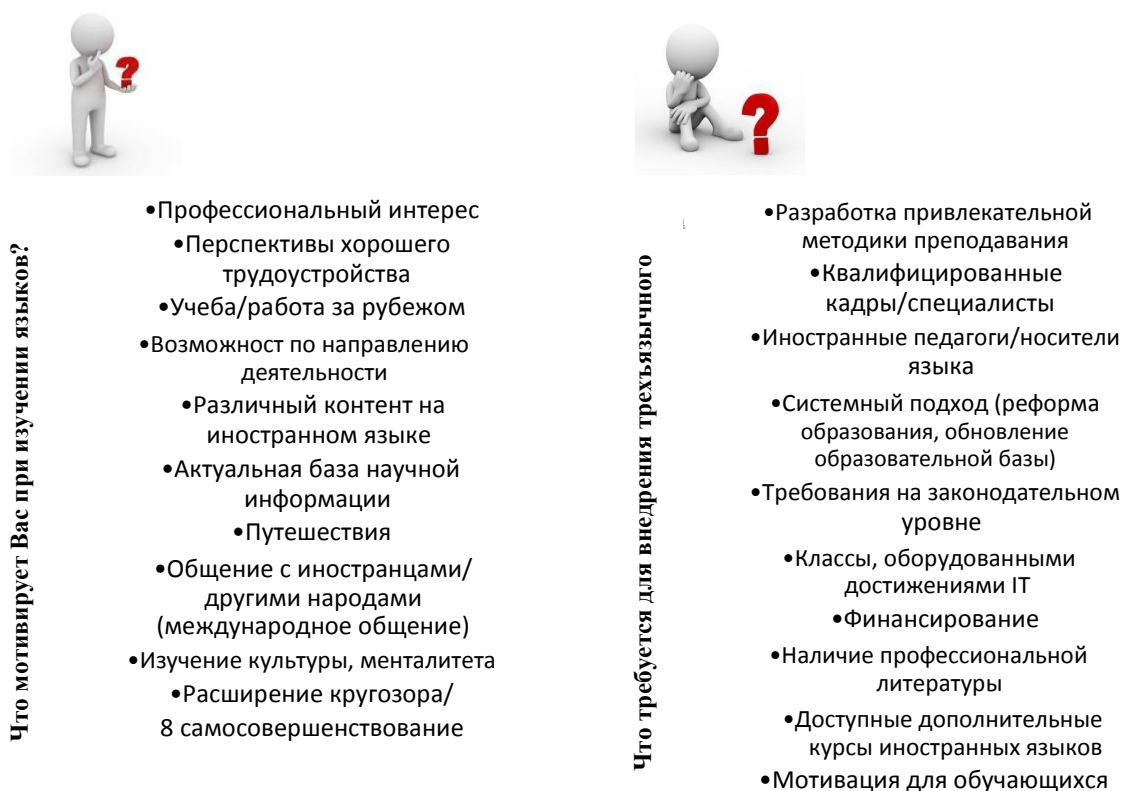 Что мотивирует Вас при изучении языков?
•Профессиональный интерес
•Перспективы хорошего
трудоустройства
•Учеба/работа за рубежом
•Возможност по направлению
деятельности
•Различный контент на
иностранном языке
•Актуальная база научной
информации
•Путешествия
•Общение с иностранцами/
другими народами
(международное общение)
•Изучение культуры, менталитета
•Расширение кругозора/
8 самосовершенствование
Что требуется для внедрения трехъязычного
•Разработка привлекательной
методики преподавания
•Квалифицированные
кадры/специалисты
•Иностранные педагоги/носители
языка
•Системный подход (реформа
образования, обновление
образовательной базы)
•Требования на законодательном
уровне
•Классы, оборудованными
достижениями IT
•Финансирование
•Наличие профессиональной
литературы
•Доступные дополнительные
курсы иностранных языков
•Мотивация для обучающихся